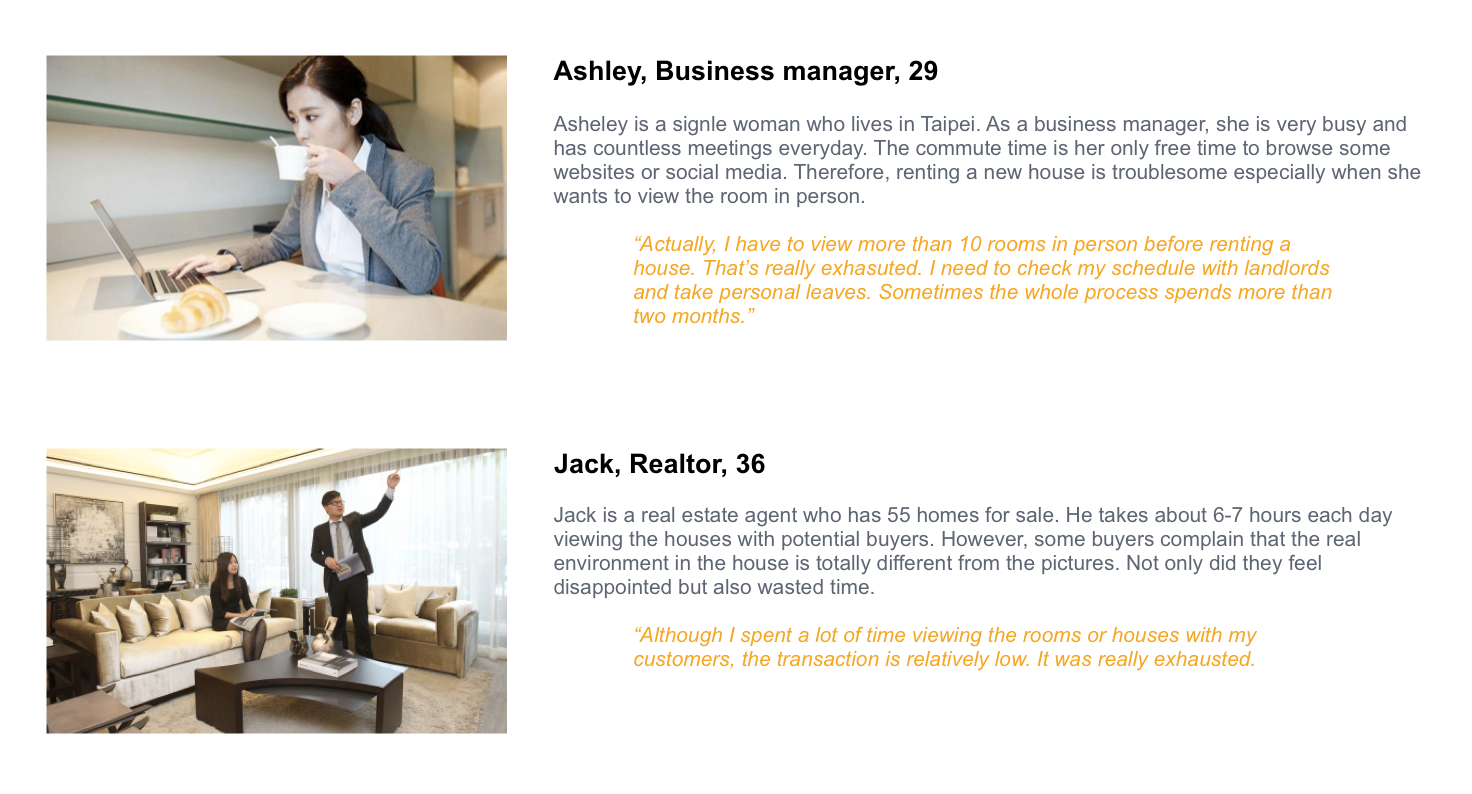 Ashley, Business manager, 29
Asheley is a signle woman who lives in Taipei. As a business manager, she is very busy and
has countless meetings everyday. The commute time is her only free time to browse some
websites or social media. Therefore, renting a new house is troublesome especially when she
wants to view the room in person.
“Actually, I have to view more than 10 rooms in person before renting a
house. That’s really exhasuted. I need to check my schedule with landlords
and take personal leaves. Sometimes the whole process spends more than
two months.”
Jack, Realtor, 36
Jack is a real estate agent who has 55 homes for sale. He takes about 6-7 hours each day
viewing the houses with potential buyers. However, some buyers complain that the real
environment in the house is totally different from the pictures. Not only did they feel
disappointed but also wasted time.
“Although I spent a lot of time viewing the rooms or houses with my
customers, the transaction is relatively low. It was really exhausted.